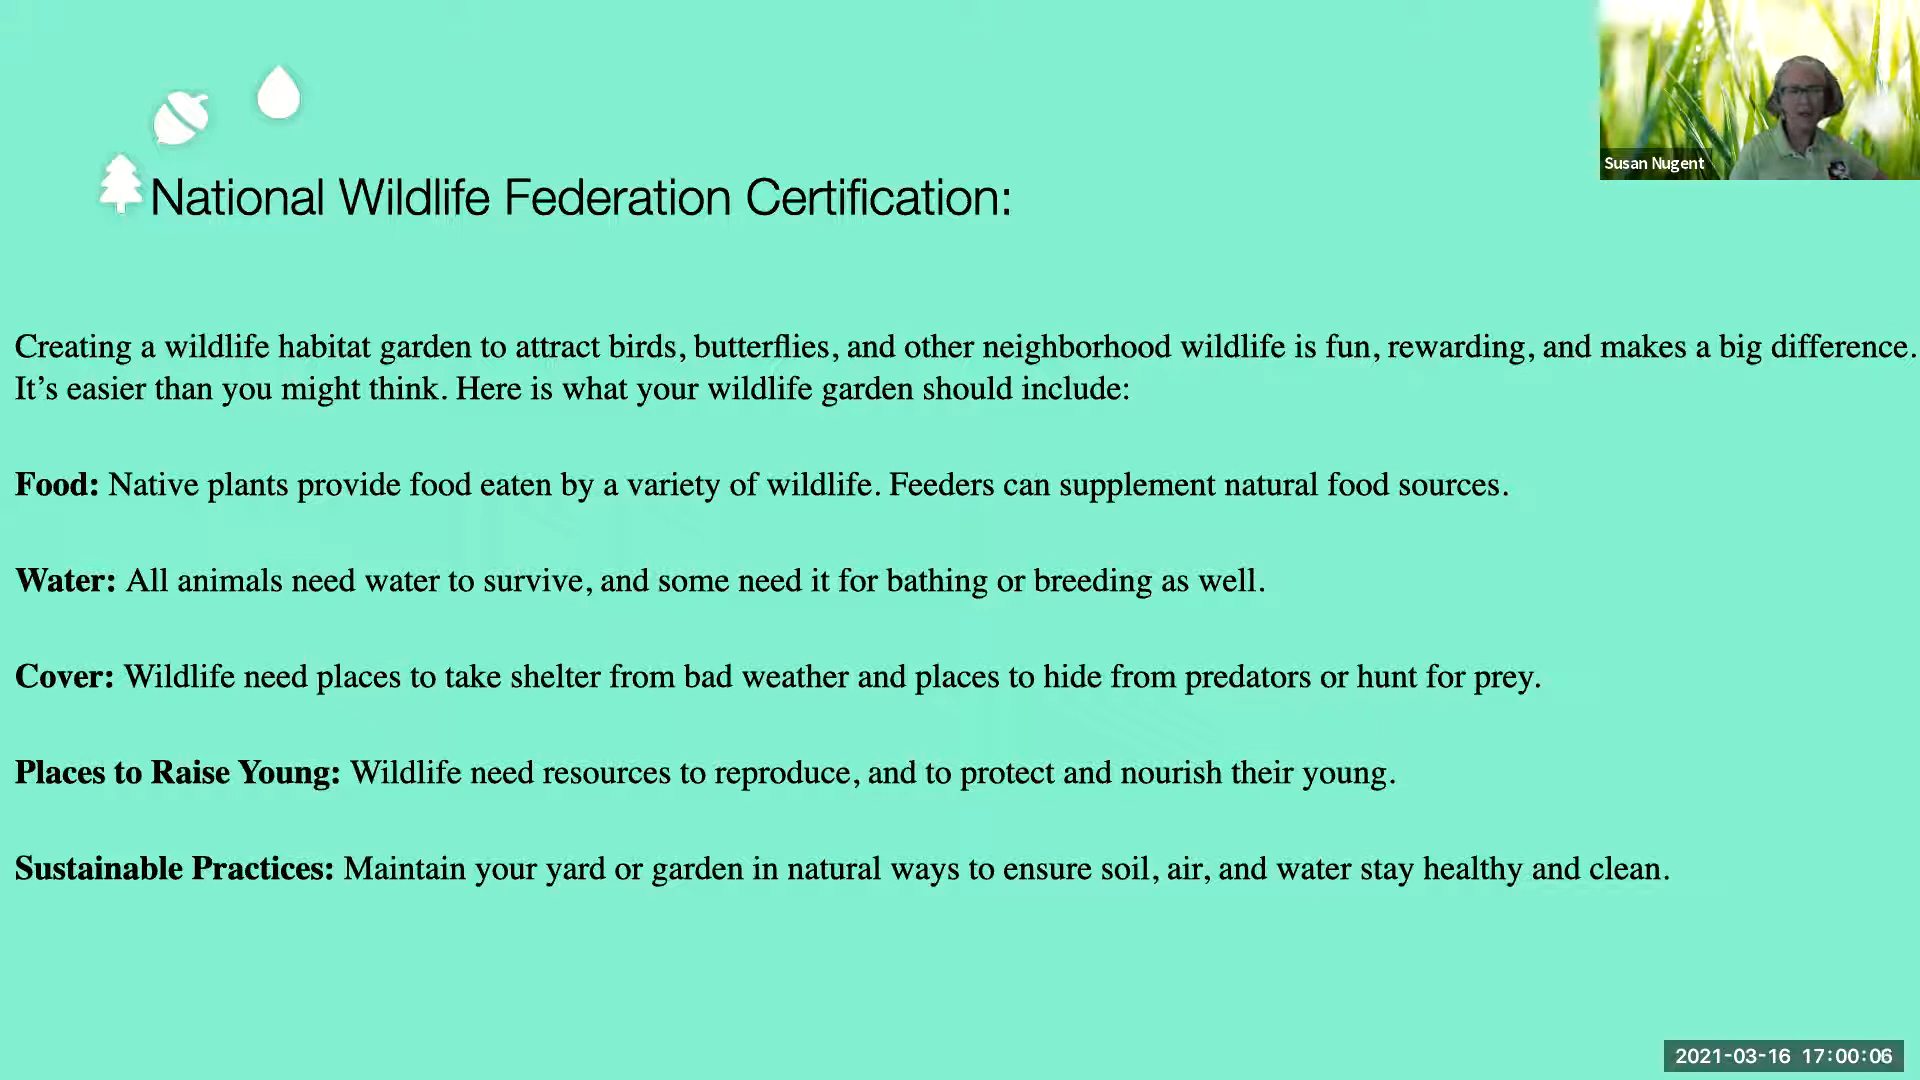 Susan Nugent
National Wildlife Federation Certification:
Creating a wildlife habitat garden to attract birds, butterflies, and other neighborhood wildlife is fun, rewarding, and makes a big difference.
It’s easier than you might think. Here is what your wildlife garden should include:
Food: Native plants provide food eaten by a variety of wildlife. Feeders can supplement natural food sources.
Water: All animals need water to survive, and some need it for bathing or breeding as well.
Cover: Wildlife need places to take shelter from bad weather and places to hide from predators or hunt for prey.
Places to Raise Young: Wildlife need resources to reproduce, and to protect and nourish their young.
Sustainable Practices: Maintain your yard or garden in natural ways to ensure soil, air, and water stay healthy and clean.
2021-03-16 17:00:06